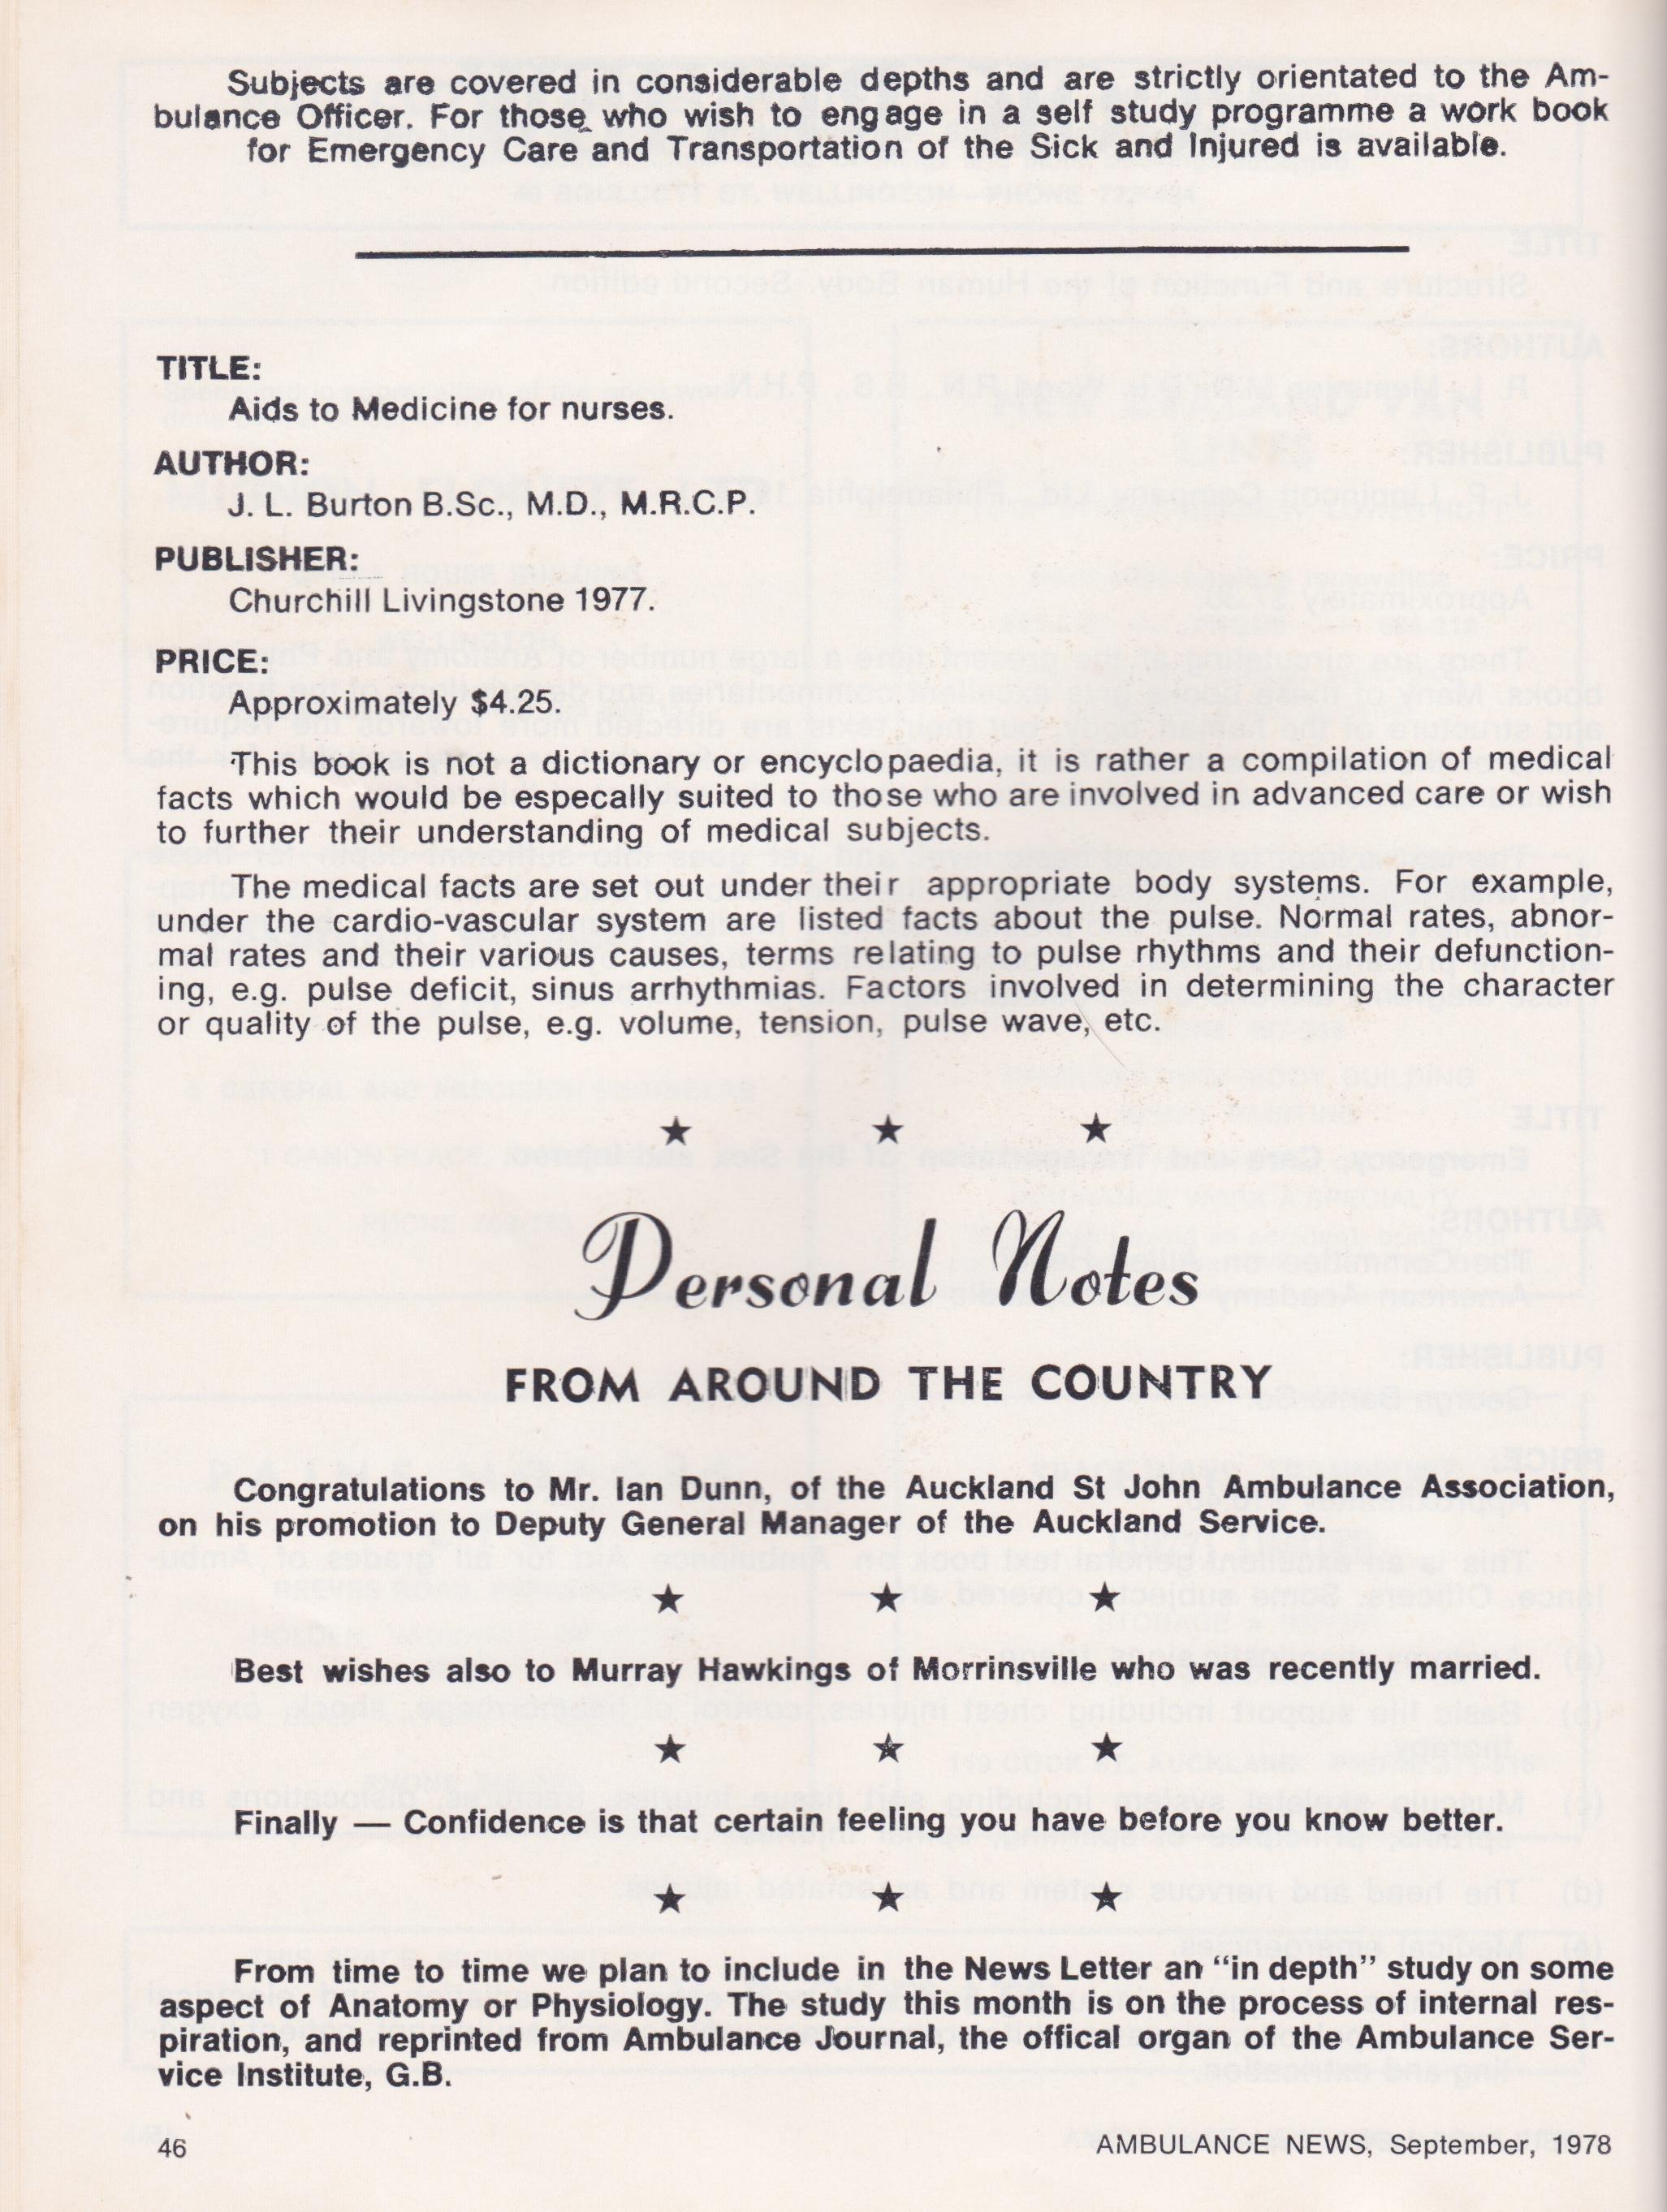 Subjects are covered in considerable depths and are strictly orientated to the Am-
bulance Officer. For those who wish to engage in a self study programme a work book
for Emergency Care and Transportation of the Sick and Injured is available.
TITLE:
Aids to Medicine for nurses.
AUTHOR:
J. L. Burton B.Sc., M.D., M.R.C.P.
PUBLISHER:
Churchill Livingstone 1977.
PRICE:
Approximately $4.25.
This book is not a dictionary or encyclopaedia, it is rather a compilation of medical
facts which would be especally suited to those who are involved in advanced care or wish
to further their understanding of medical subjects.
The medical facts are set out under their appropriate body systems. For example,
under the cardio-vascular system are listed facts about the pulse. Normal rates, abnor-
mal rates and their various causes, terms relating to pulse rhythms and their defunction-
ing, e.g. pulse deficit, sinus arrhythmias. Factors involved in determining the character
or quality of the pulse, e.g. volume, tension, pulse wave, etc.
★ ★ ★
Personal Notes
FROM AROUND THE COUNTRY
Congratulations to Mr. Ian Dunn, of the Auckland St John Ambulance Association,
on his promotion to Deputy General Manager of the Auckland Service.
★ ★ ★
Best wishes also to Murray Hawkings of Morrinsville who was recently married.
★ ★ ★
Finally — Confidence is that certain feeling you have before you know better.
★ ★ ★
From time to time we plan to include in the News Letter an “in depth” study on some
aspect of Anatomy or Physiology. The study this month is on the process of internal res-
piration, and reprinted from Ambulance Journal, the offical organ of the Ambulance Ser-
vice Institute, G.B.
46
AMBULANCE NEWS, September, 1978